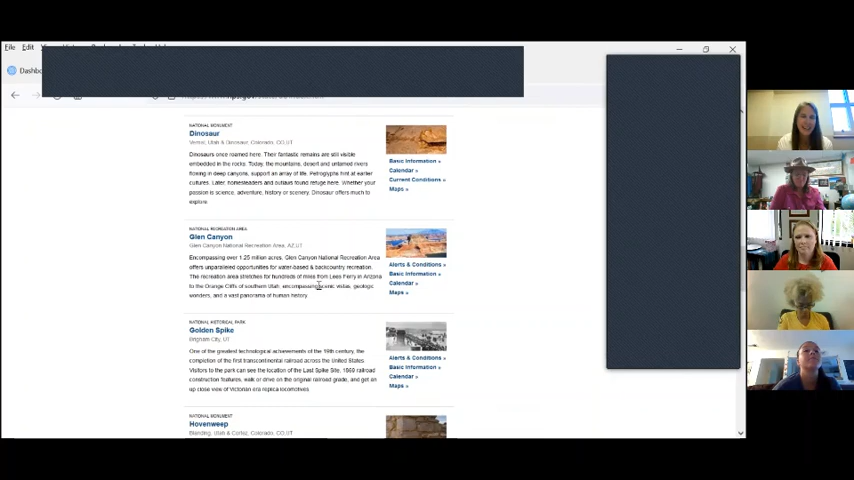 File Edit
Dashbo
NATIONAL MONUMENT
Dinosaur
Vernal, Utah & Dinosaur, Colorado, CO,UT
Dinosaurs once roamed here. Their fantastic remains are still visible
embedded in the rocks. Today, the mountains, desert and untamed rivers
flowing in deep canyons, support an array of life. Petroglyphs hint at earlier
cultures. Later, homesteaders and outlaws found refuge here. Whether your
passion is science, adventure, history or scenery, Dinosaur offers much to
explore.
Basic Information »
Calendar »
Current Conditions »
Maps »
NATIONAL RECREATION AREA
Glen Canyon
Glen Canyon National Recreation Area, AZ,UT
Encompassing over 1.25 million acres, Glen Canyon National Recreation Area
offers unparalleled opportunities for water-based & backcountry recreation.
The recreation area stretches for hundreds of miles from Lees Ferry in Arizona
to the Orange Cliffs of southern Utah, encompassing scenic vistas, geologic
wonders, and a vast panorama of human history.
Alerts & Conditions »
Basic Information »
Calendar »
Maps »
NATIONAL HISTORICAL PARK
Golden Spike
Brigham City, UT
One of the greatest technological achievements of the 19th century, the
completion of the first transcontinental railroad across the United States
Visitors to the park can see the location of the Last Spike Site, 1869 railroad
construction features, walk or drive on the original railroad grade, and get an
up close view of Victorian era replica locomotives
Alerts & Conditions »
Basic Information »
Calendar »
Maps »
NATIONAL MONUMENT
Hovenweep
Blanding, (Utah & Cortez, Colorado, CO,UT